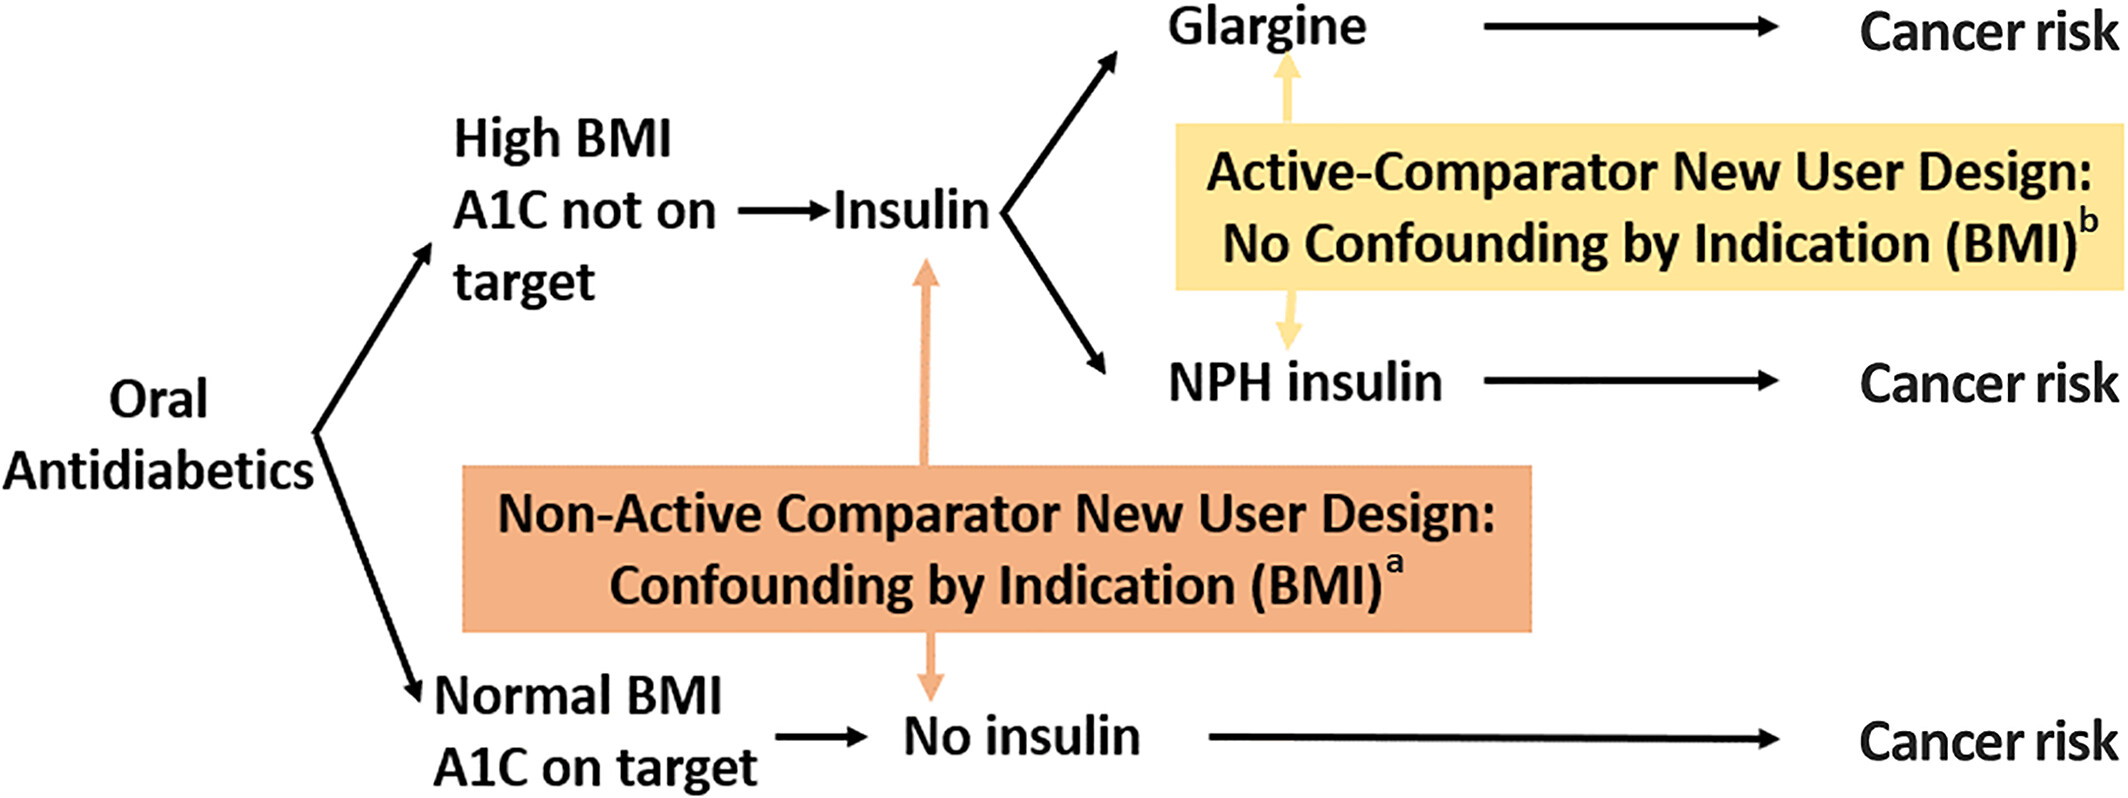 Glargine
Cancer risk
High BMI
A1C not on
target
Insulin
Active-Comparator New User Design:
No Confounding by Indication (BMI)b
NPH insulin
Cancer risk
Oral
Antidiabetics
Non-Active Comparator New User Design:
Confounding by Indication (BMI)a
Normal BMI
A1C on target
No insulin
Cancer risk